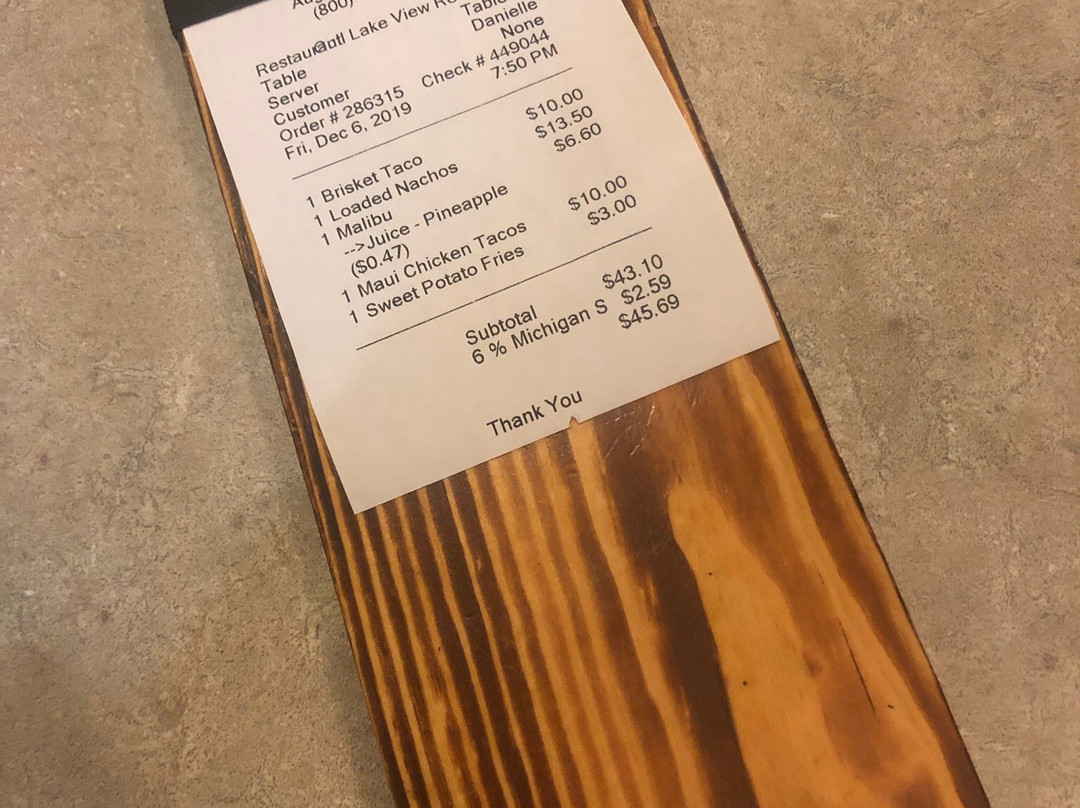 (800)
Lake View
Restaurant
Table
Table
Server Danielle
Customer None
Order # 286315 Check # 449044
Fri, Dec 6, 2019 7:50 PM
1 Brisket Taco $10.00
1 Loaded Nachos $13.50
1 Malibu $6.60
-->Juice - Pineapple
($0.47)
1 Maui Chicken Tacos $10.00
1 Sweet Potato Fries $3.00
Subtotal $43.10
6 % Michigan S $2.59
$45.69
Thank You